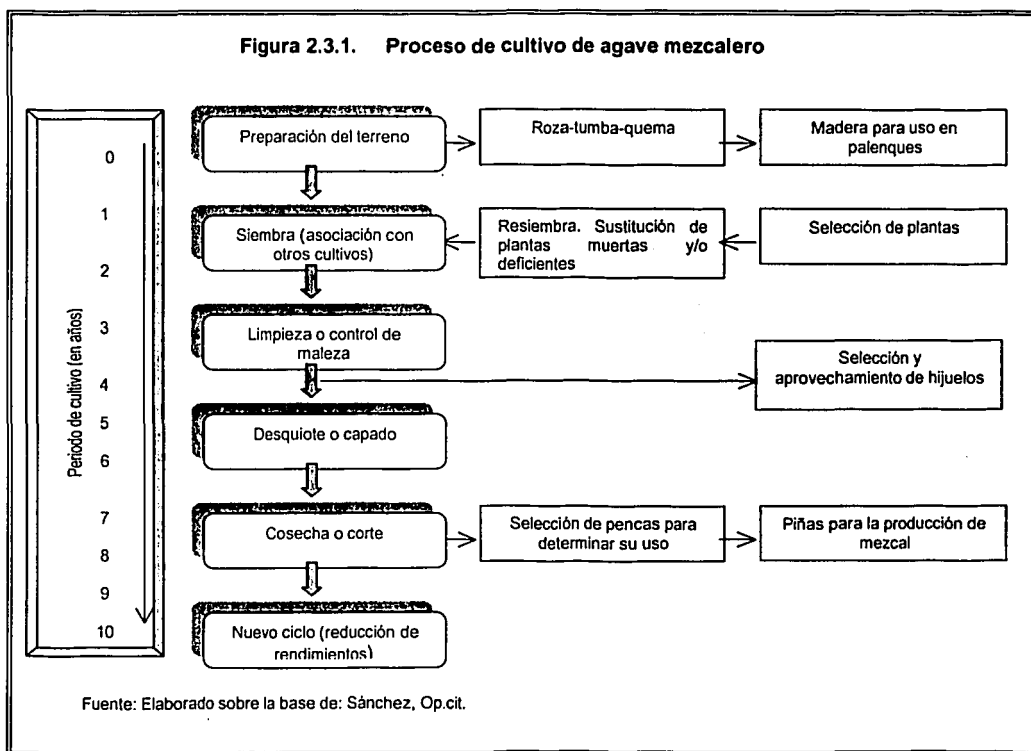 Figura 2.3.1. Proceso de cultivo de agave mezcalero
Periodo de cultivo (en años)
0
1
2
3
4
5
6
7
8
9
10
Preparación del terreno
Roza-tumba-quema
Madera para uso en
palenques
Siembra (asociación con
otros cultivos)
Resiembra. Sustitución de
plantas muertas y/o
deficientes
Selección de plantas
Limpieza o control de
maleza
Selección y
aprovechamiento de hijuelos
Desquiote o capado
Cosecha o corte
Selección de pencas para
determinar su uso
Piñas para la producción de
mezcal
Nuevo ciclo (reducción de
rendimientos)
Fuente: Elaborado sobre la base de: Sánchez, Op.cit.